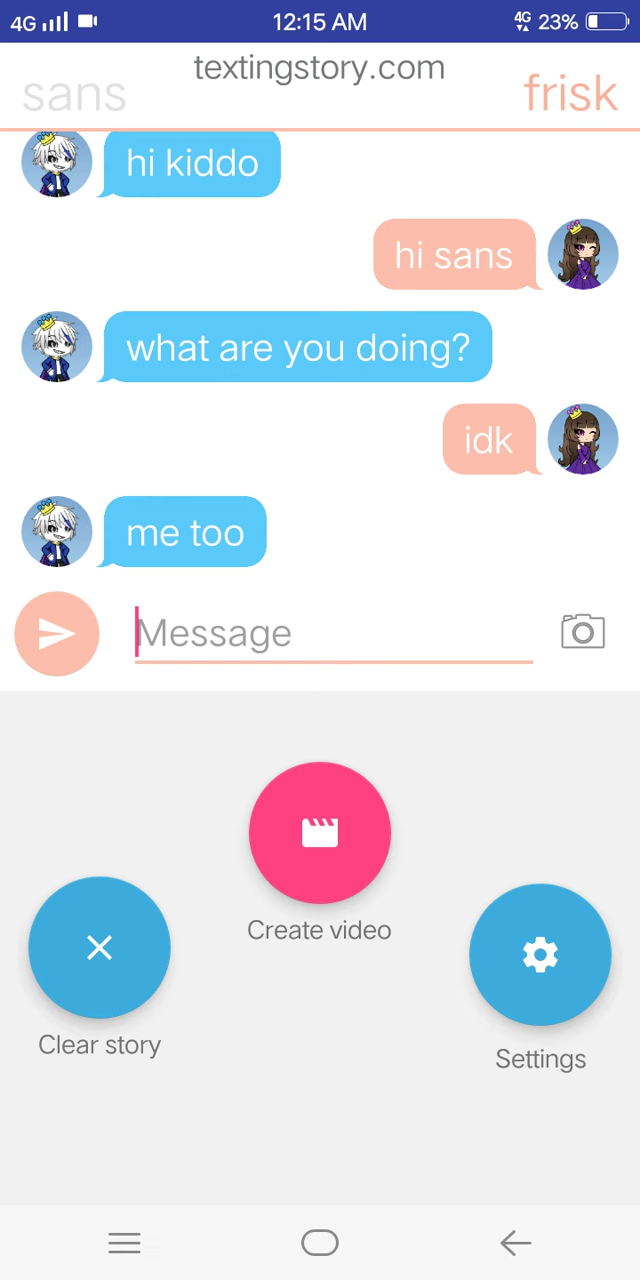 4G 12:15 AM 4G 23%
textingstory.com
sans frisk
hi kiddo
hi sans
what are you doing?
idk
me too
Message
Create video
Clear story
Settings